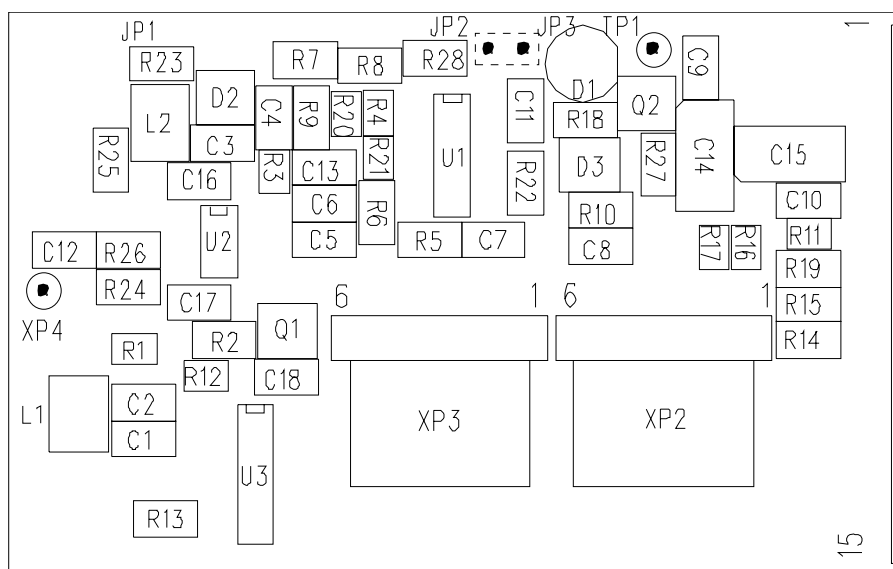 JP1
JP2
JP3
TP1
1
R23
R7
R8
R28
C9
D2
L2
C4
R9
R20
R4
C11
D1
Q2
R18
C3
R25
R3
C13
R21
U1
R22
D3
R27
C14
C15
C16
C6
R6
R10
C10
U2
C5
R5
C7
C8
R17
R16
R11
C12
R26
R19
R24
C17
6
1
6
1
R15
XP4
R1
R2
Q1
R14
R12
C18
L1
C2
XP3
XP2
C1
U3
R13
15